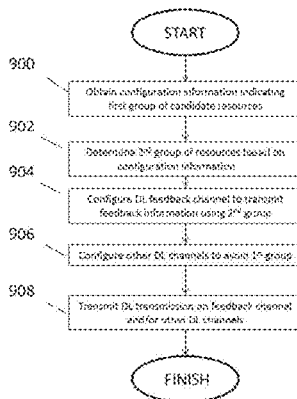 START
900
Obtain configuration information indicating
first group of candidate resources
902
Determine 2nd group of resources based on
configuration information
904
Configure DL feedback channel to transmit
feedback information using 2nd group
906
Configure other DL channels to avoid 1st group
908
Transmit DL transmission on feedback channel
and/or other DL channels
FINISH